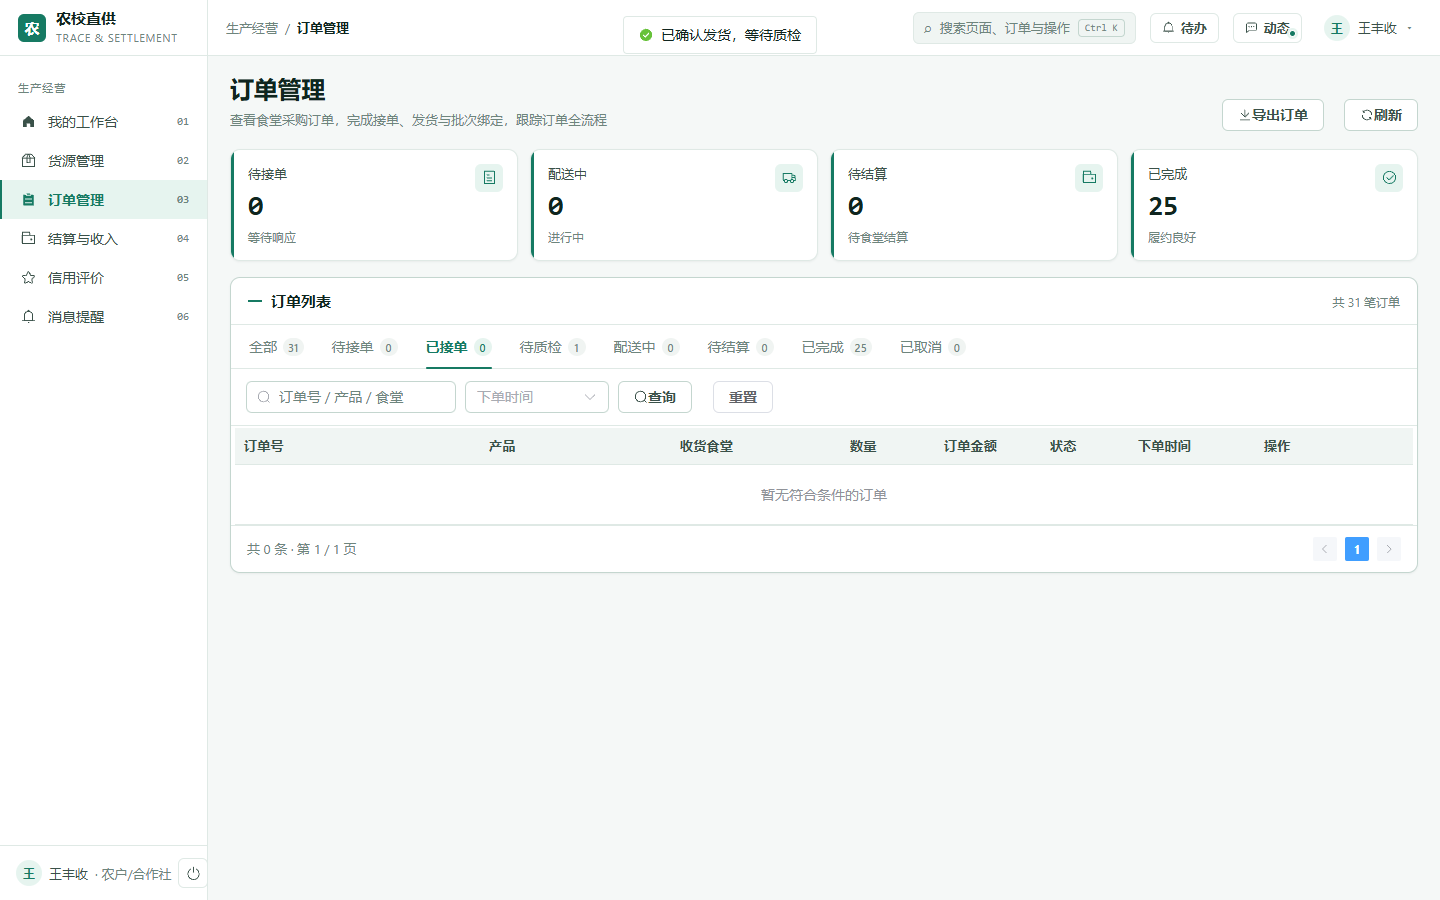 农 农校直供
TRACE & SETTLEMENT
生产经营 / 订单管理
已确认发货，等待质检
搜索页面、订单与操作 Ctrl K
待办
动态
王 王丰收
生产经营
我的工作台 01
货源管理 02
订单管理 03
结算与收入 04
信用评价 05
消息提醒 06
王 王丰收 · 农户/合作社
订单管理
查看食堂采购订单，完成接单、发货与批次绑定，跟踪订单全流程
导出订单 刷新
待接单
0
等待响应
配送中
0
进行中
待结算
0
待食堂结算
已完成
25
履约良好
订单列表 共 31 笔订单
全部 31 待接单 0 已接单 0 待质检 1 配送中 0 待结算 0 已完成 25 已取消 0
订单号 / 产品 / 食堂 下单时间 查询 重置
订单号 产品 收货食堂 数量 订单金额 状态 下单时间 操作
暂无符合条件的订单
共 0 条 · 第 1 / 1 页 1